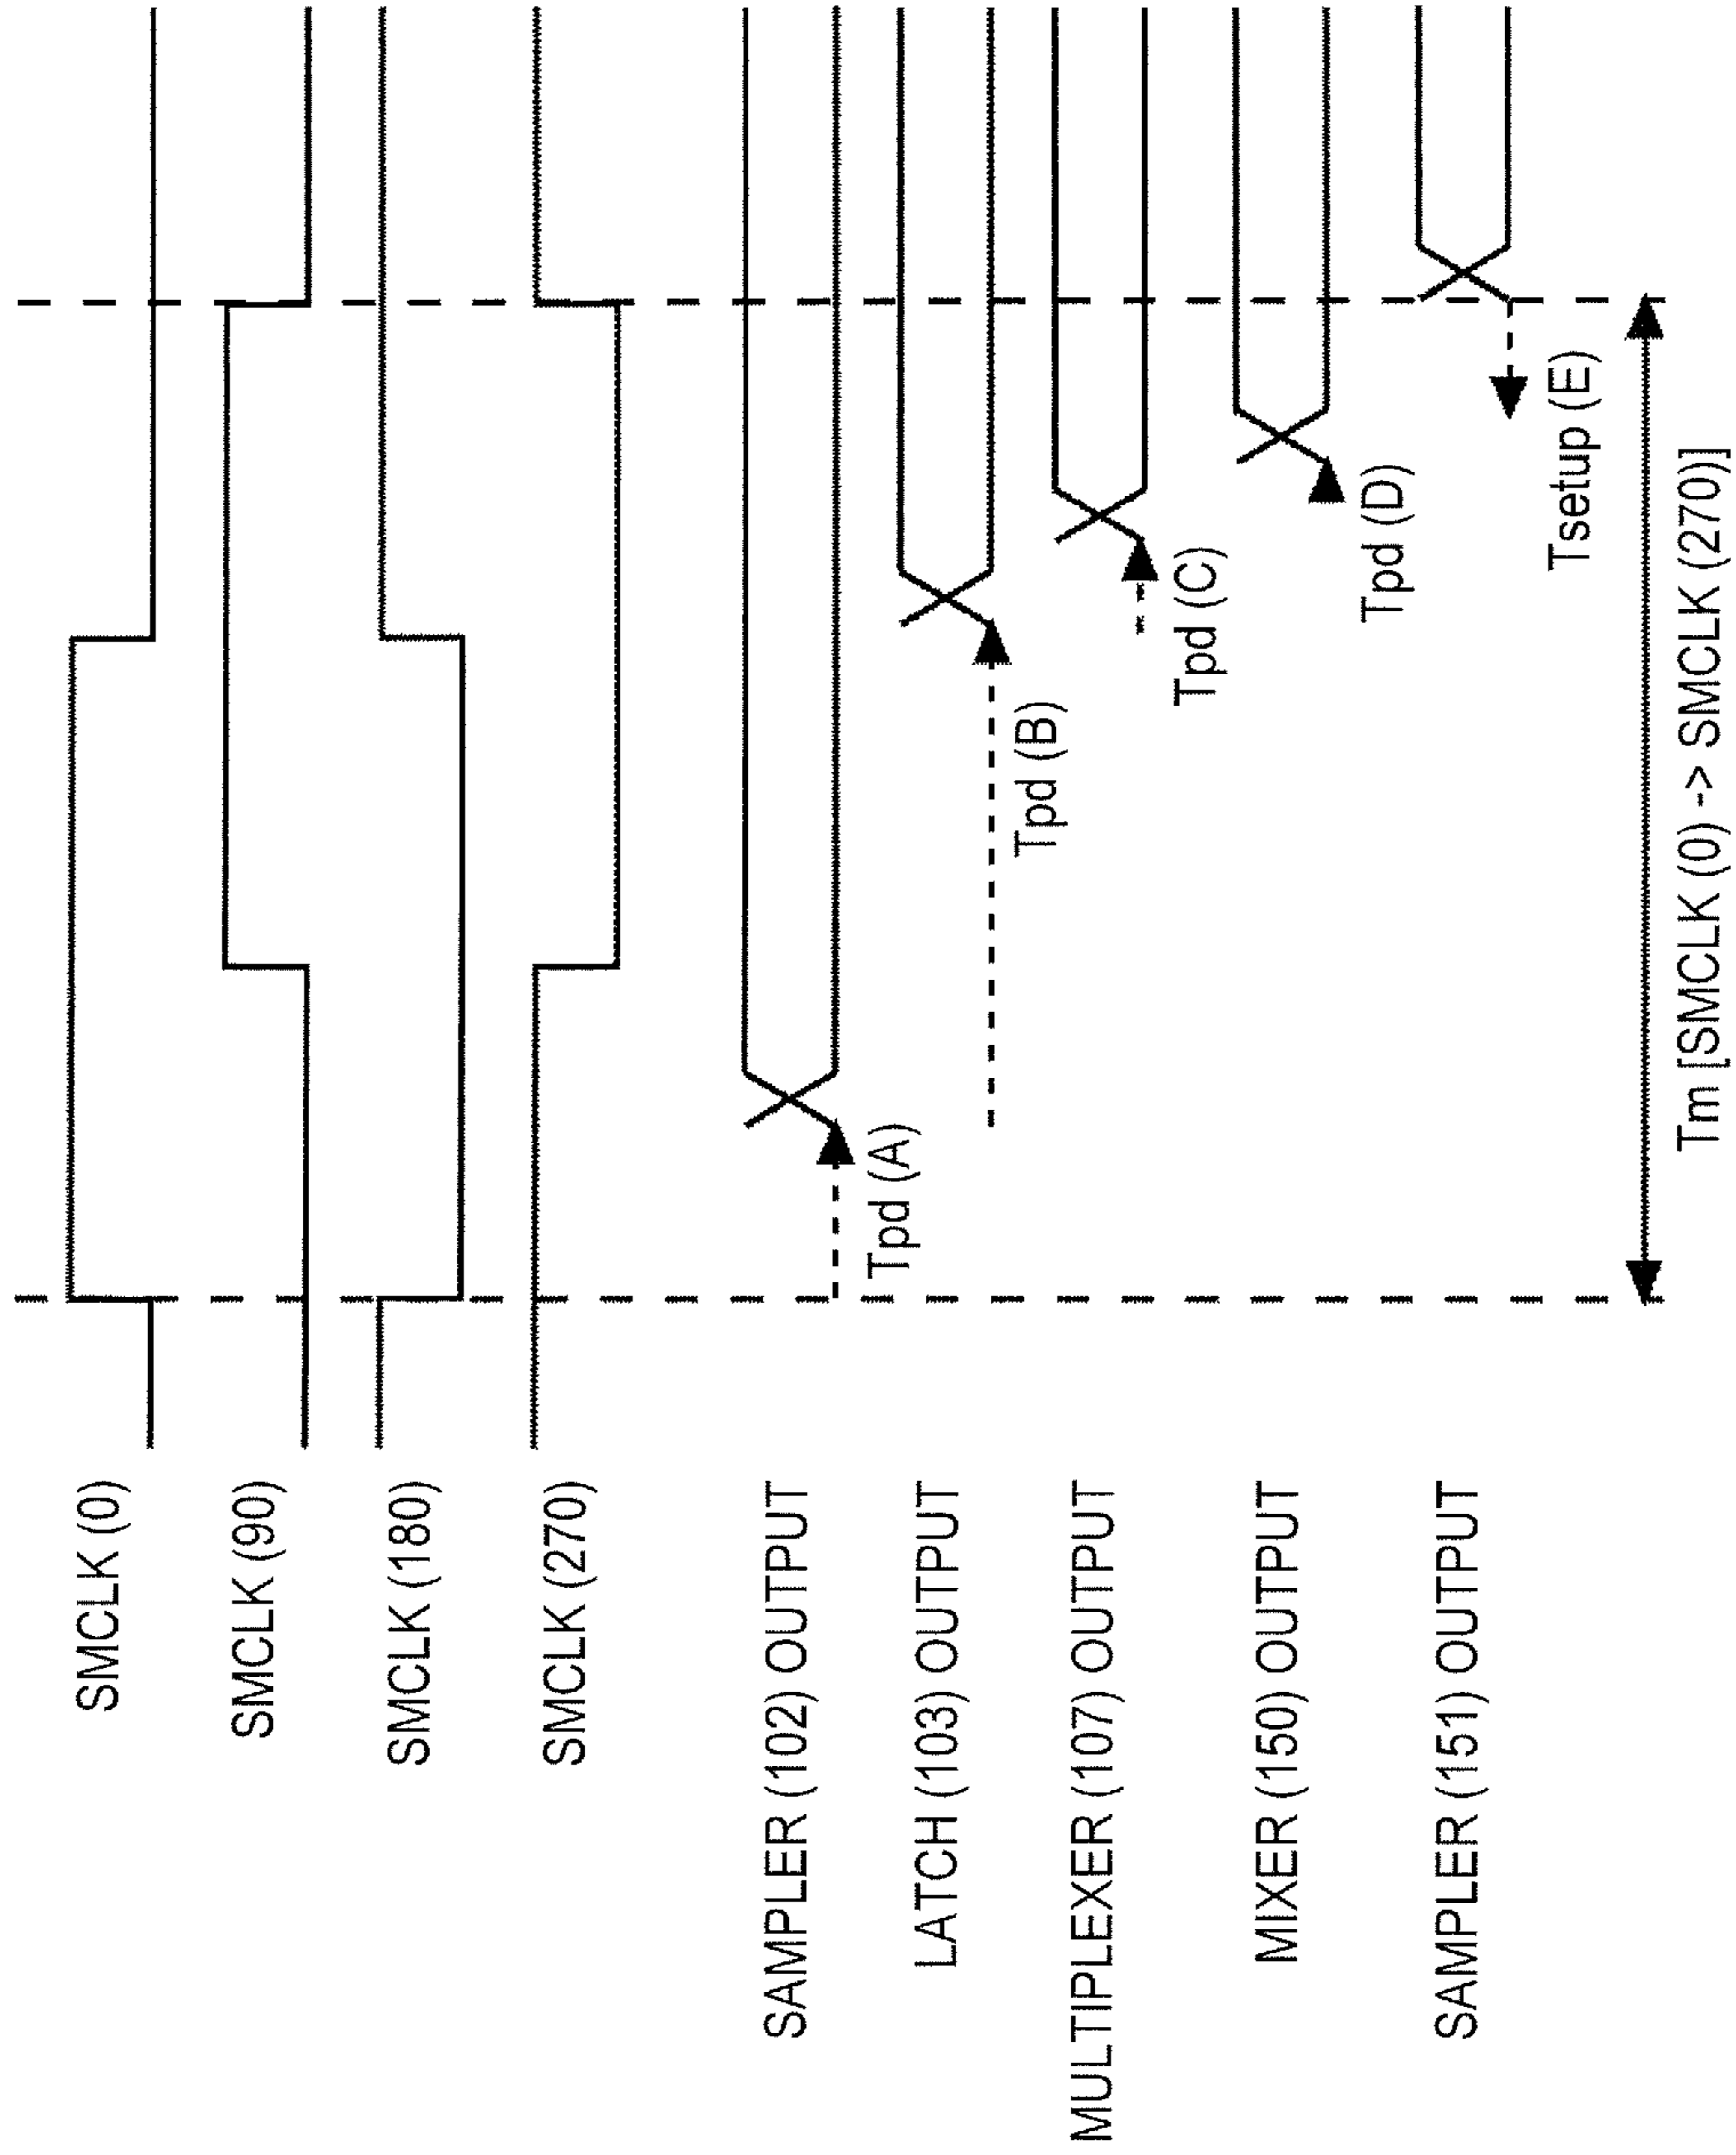 SMCLK (0)
SMCLK (90)
SMCLK (180)
SMCLK (270)
SAMPLER (102) OUTPUT
Tpd (A)
LATCH (103) OUTPUT
Tpd (B)
MULTIPLEXER (107) OUTPUT
Tpd (C)
MIXER (150) OUTPUT
Tpd (D)
SAMPLER (151) OUTPUT
Tsetup (E)
Tm [SMCLK (0) -> SMCLK (270)]